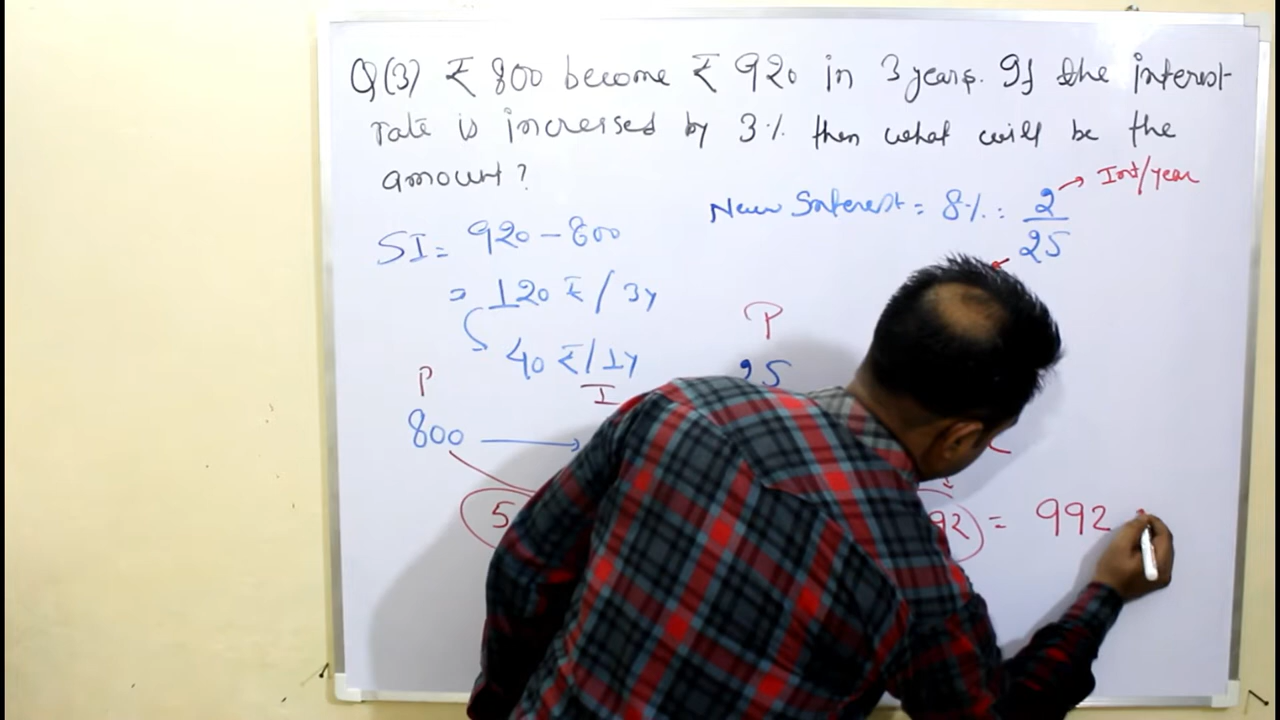 Q(3) ₹ 800 become ₹ 920 in 3 years. If the interest
rate is increased by 3% then what will be the
amount?
New Interest = 8% = 2/25 → Int/year
SI = 920 - 800
= 120 ₹ / 3y
40 ₹ / 1y
P I
800 →
5
P
25
92 = 992